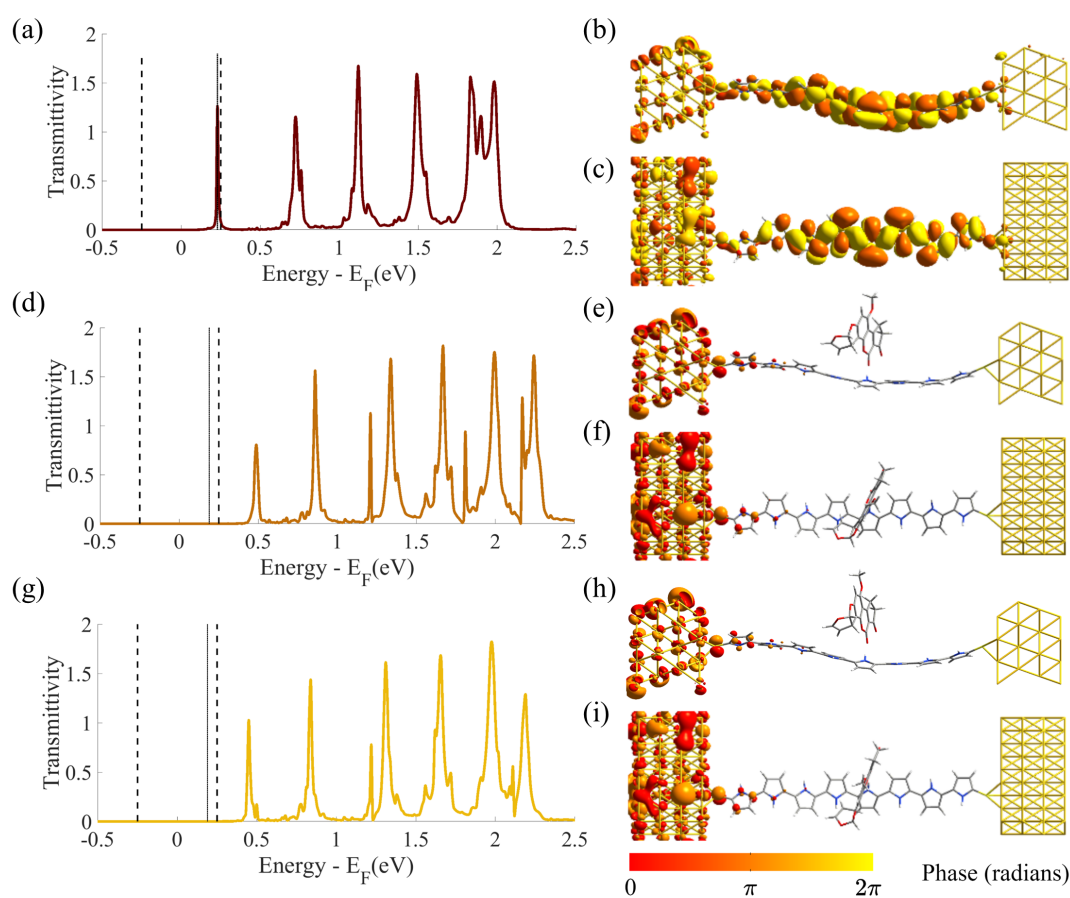 (a)
2
1.5
1
0.5
0
Transmittivity
-0.5 0 0.5 1 1.5 2 2.5
Energy - E_F(eV)
(b)
(c)
(d)
2
1.5
1
0.5
0
Transmittivity
-0.5 0 0.5 1 1.5 2 2.5
Energy - E_F(eV)
(e)
(f)
(g)
2
1.5
1
0.5
0
Transmittivity
-0.5 0 0.5 1 1.5 2 2.5
Energy - E_F(eV)
(h)
(i)
0 π 2π
Phase (radians)